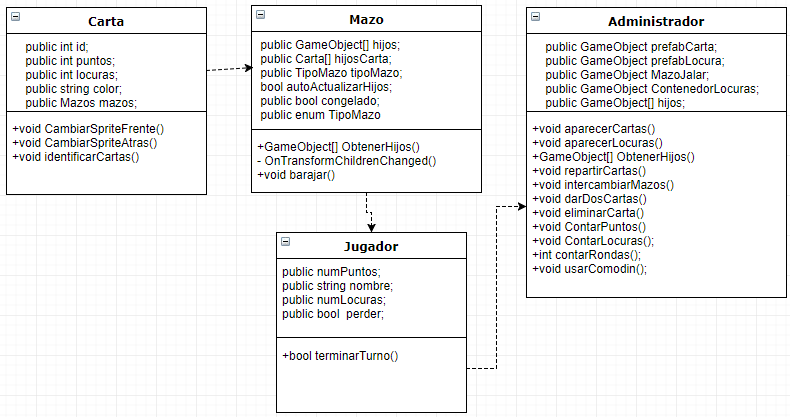 Carta
public int id;
public int puntos;
public int locuras;
public string color;
public Mazos mazos;
+void CambiarSpriteFrente()
+void CambiarSpriteAtras()
+void identificarCartas()
Mazo
public GameObject[] hijos;
public Carta[] hijosCarta;
public TipoMazo tipoMazo;
bool autoActualizarHijos;
public bool congelado;
public enum TipoMazo
+GameObject[] ObtenerHijos()
- OnTransformChildrenChanged()
+void barajar()
Jugador
public numPuntos;
public string nombre;
public numLocuras;
public bool perder;
+bool terminarTurno()
Administrador
public GameObject prefabCarta;
public GameObject prefabLocura;
public GameObject MazoJalar;
public GameObject ContenedorLocuras;
public GameObject[] hijos;
+void aparecerCartas()
+void aparecerLocuras()
+GameObject[] ObtenerHijos()
+void repartirCartas()
+void intercambiarMazos()
+void darDosCartas()
+void eliminarCarta()
+void ContarPuntos()
+void ContarLocuras();
+int contarRondas();
+void usarComodin();